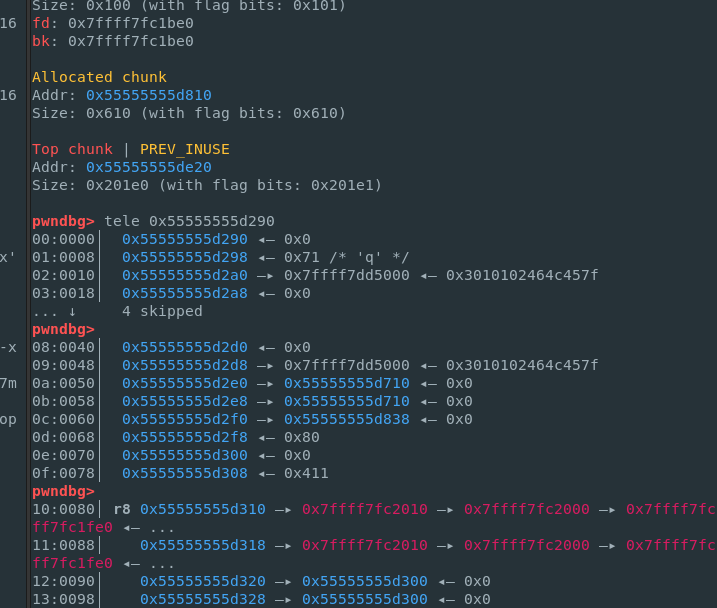 Size: 0x100 (with flag bits: 0x101)
16 fd: 0x7ffff7fc1be0
bk: 0x7ffff7fc1be0
Allocated chunk
16 Addr: 0x55555555d810
Size: 0x610 (with flag bits: 0x610)
Top chunk | PREV_INUSE
Addr: 0x55555555de20
Size: 0x201e0 (with flag bits: 0x201e1)
pwndbg> tele 0x55555555d290
00:0000│ 0x55555555d290 ◂— 0x0
x' 01:0008│ 0x55555555d298 ◂— 0x71 /* 'q' */
02:0010│ 0x55555555d2a0 —▸ 0x7ffff7dd5000 ◂— 0x3010102464c457f
03:0018│ 0x55555555d2a8 ◂— 0x0
... ↓ 4 skipped
pwndbg>
-x 08:0040│ 0x55555555d2d0 ◂— 0x0
09:0048│ 0x55555555d2d8 —▸ 0x7ffff7dd5000 ◂— 0x3010102464c457f
7m 0a:0050│ 0x55555555d2e0 —▸ 0x55555555d710 ◂— 0x0
0b:0058│ 0x55555555d2e8 —▸ 0x55555555d710 ◂— 0x0
op 0c:0060│ 0x55555555d2f0 —▸ 0x55555555d838 ◂— 0x0
0d:0068│ 0x55555555d2f8 ◂— 0x80
0e:0070│ 0x55555555d300 ◂— 0x0
0f:0078│ 0x55555555d308 ◂— 0x411
pwndbg>
10:0080│ r8 0x55555555d310 —▸ 0x7ffff7fc2010 —▸ 0x7ffff7fc2000 —▸ 0x7ffff7fc
ff7fc1fe0 ◂— ...
11:0088│ 0x55555555d318 —▸ 0x7ffff7fc2010 —▸ 0x7ffff7fc2000 —▸ 0x7ffff7fc
ff7fc1fe0 ◂— ...
12:0090│ 0x55555555d320 —▸ 0x55555555d300 ◂— 0x0
13:0098│ 0x55555555d328 —▸ 0x55555555d300 ◂— 0x0